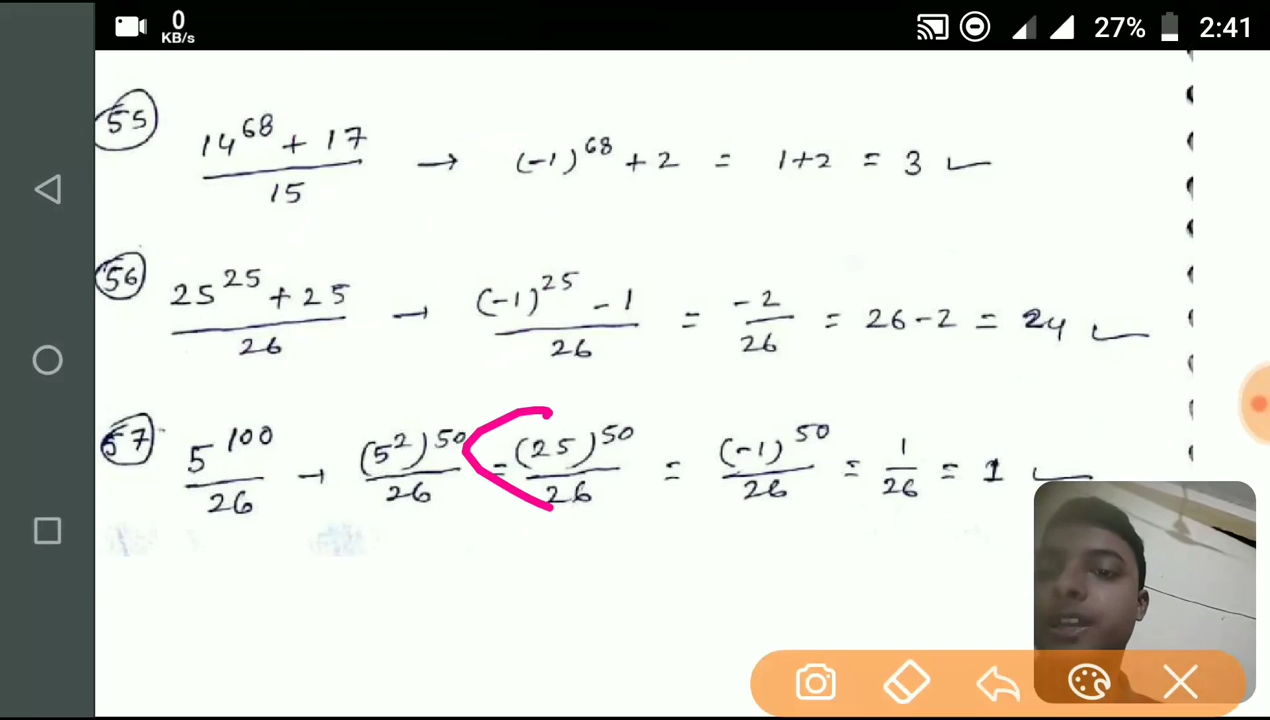 0 KB/s 27% 2:41
55 14^68 + 17 / 15 → (-1)^68 + 2 = 1+2 = 3
56 25^25 + 25 / 26 → (-1)^25 - 1 / 26 = -2 / 26 = 26-2 = 24
57 5^100 / 26 → (5^2)^50 / 26 = (25)^50 / 26 = (-1)^50 / 26 = 1 / 26 = 1